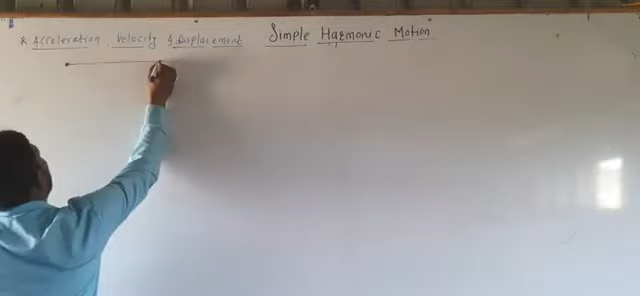 * Acceleration, Velocity & Displacement
Simple Harmonic Motion